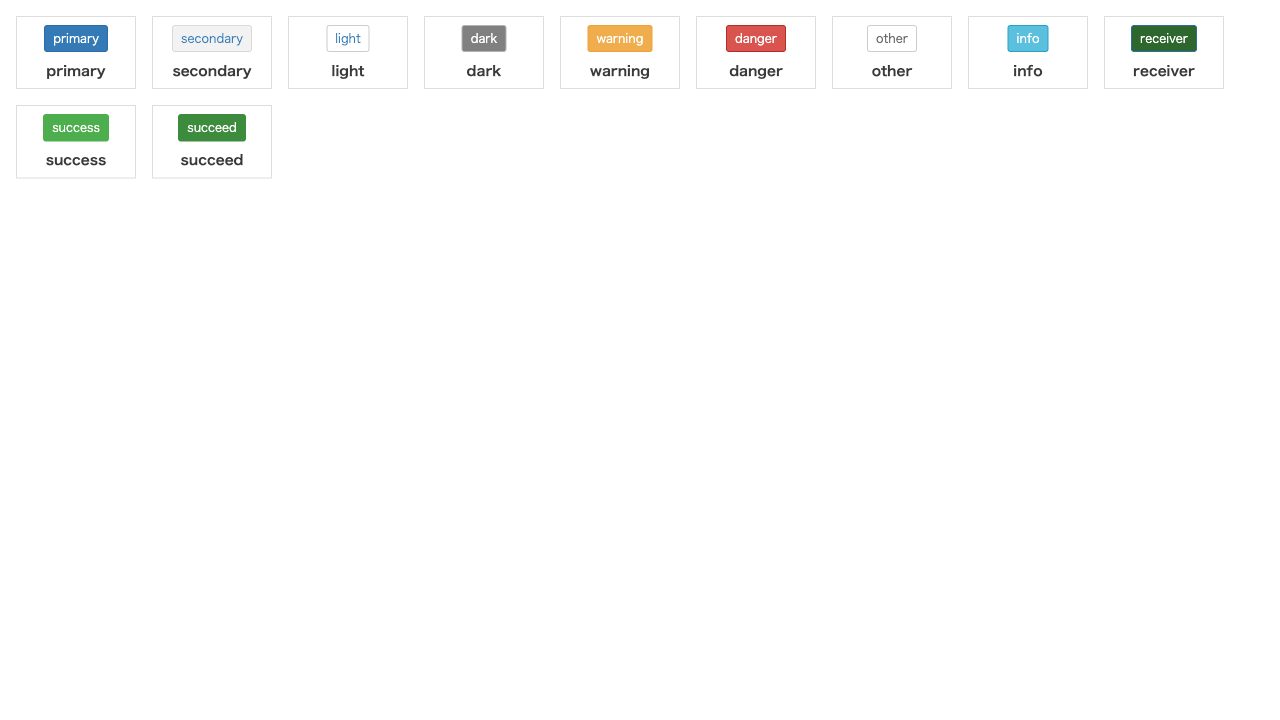 primary secondary light dark warning danger other info receiver
primary secondary light dark warning danger other info receiver
success succeed
success succeed